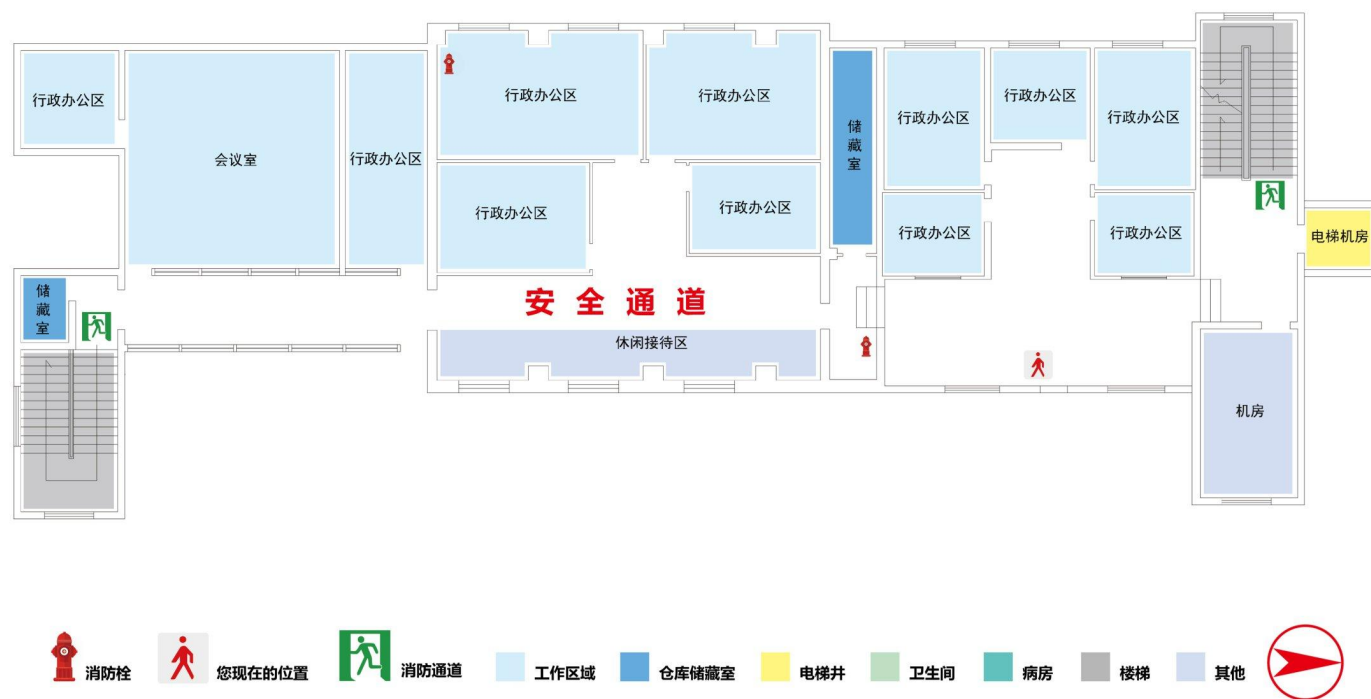 行政办公区
会议室
行政办公区
行政办公区
行政办公区
储藏室
行政办公区
行政办公区
行政办公区
行政办公区
行政办公区
行政办公区
行政办公区
电梯机房
储藏室
安全通道
休闲接待区
机房
消防栓
您现在的位置
消防通道
工作区域
仓库储藏室
电梯井
卫生间
病房
楼梯
其他